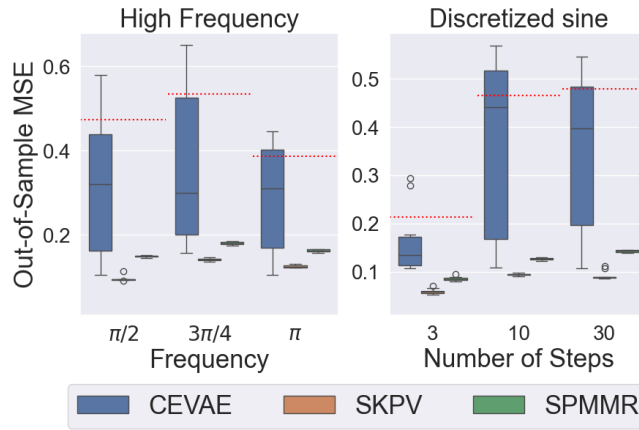 High Frequency
Discretized sine
Out-of-Sample MSE
0.6
0.4
0.2
π/2
3π/4
π
Frequency
0.5
0.4
0.3
0.2
0.1
3
10
30
Number of Steps
CEVAE
SKPV
SPMMR